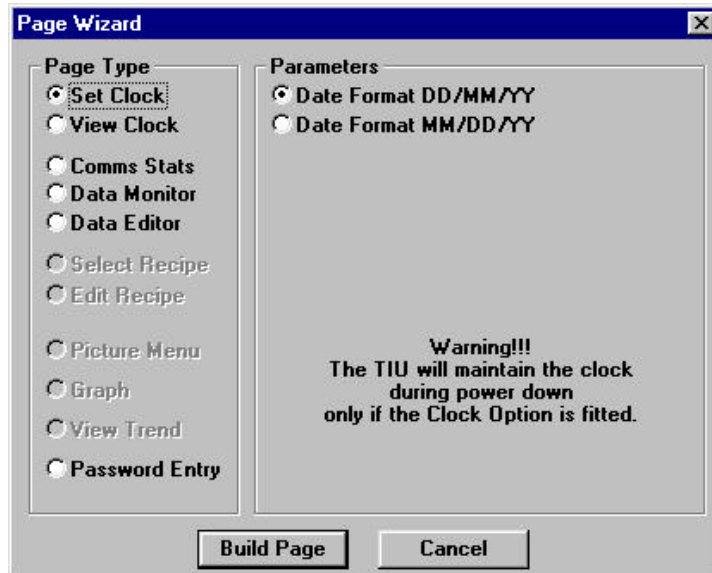 Page Wizard
Page Type
Set Clock
View Clock
Comms Stats
Data Monitor
Data Editor
Select Recipe
Edit Recipe
Picture Menu
Graph
View Trend
Password Entry
Parameters
Date Format DD/MM/YY
Date Format MM/DD/YY
Warning!!!
The TIU will maintain the clock
during power down
only if the Clock Option is fitted.
Build Page
Cancel